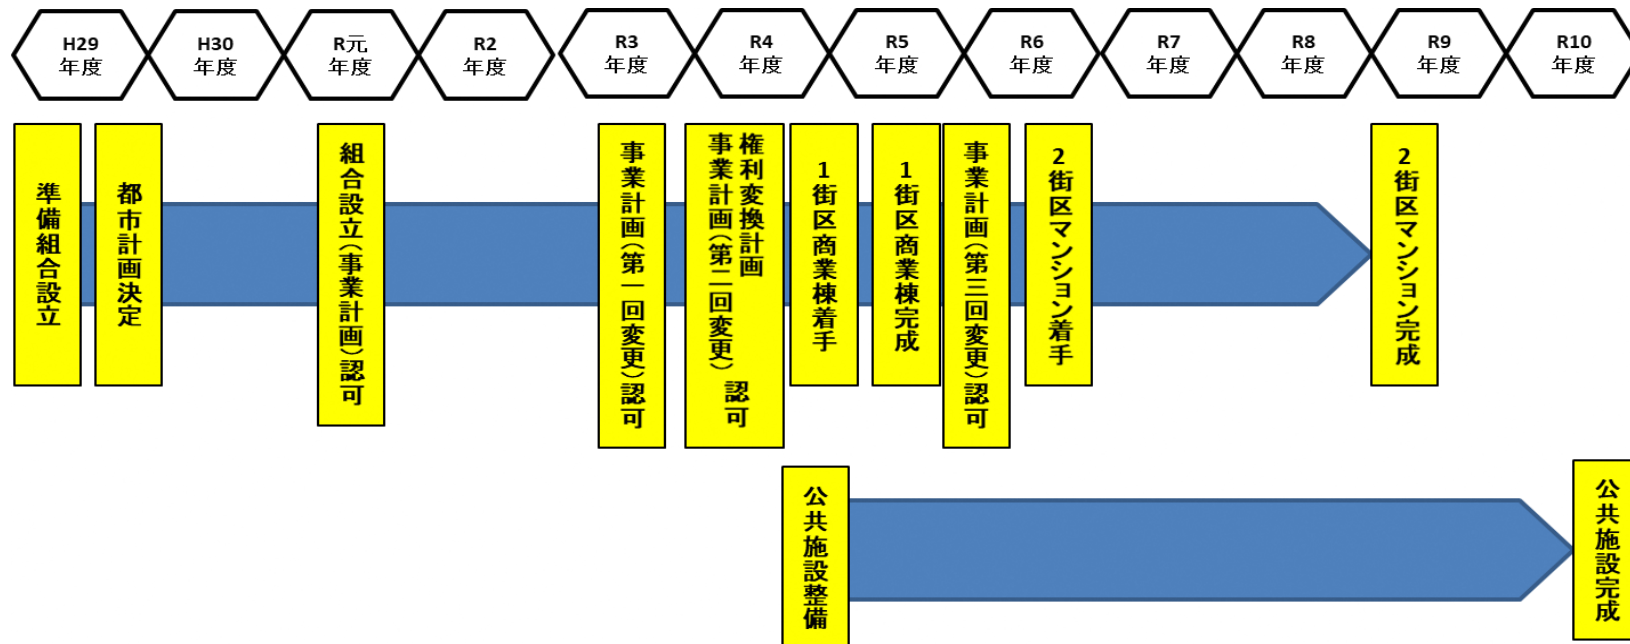 H29
年度
H30
年度
R元
年度
R2
年度
R3
年度
R4
年度
R5
年度
R6
年度
R7
年度
R8
年度
R9
年度
R10
年度
準備組合設立
都市計画決定
組合設立(事業計画)認可
事業計画(第一回変更)認可
権利変換計画
事業計画(第二回変更)
認可
1街区商業棟着手
1街区商業棟完成
事業計画(第三回変更)認可
2街区マンション着手
2街区マンション完成
公共施設整備
公共施設完成